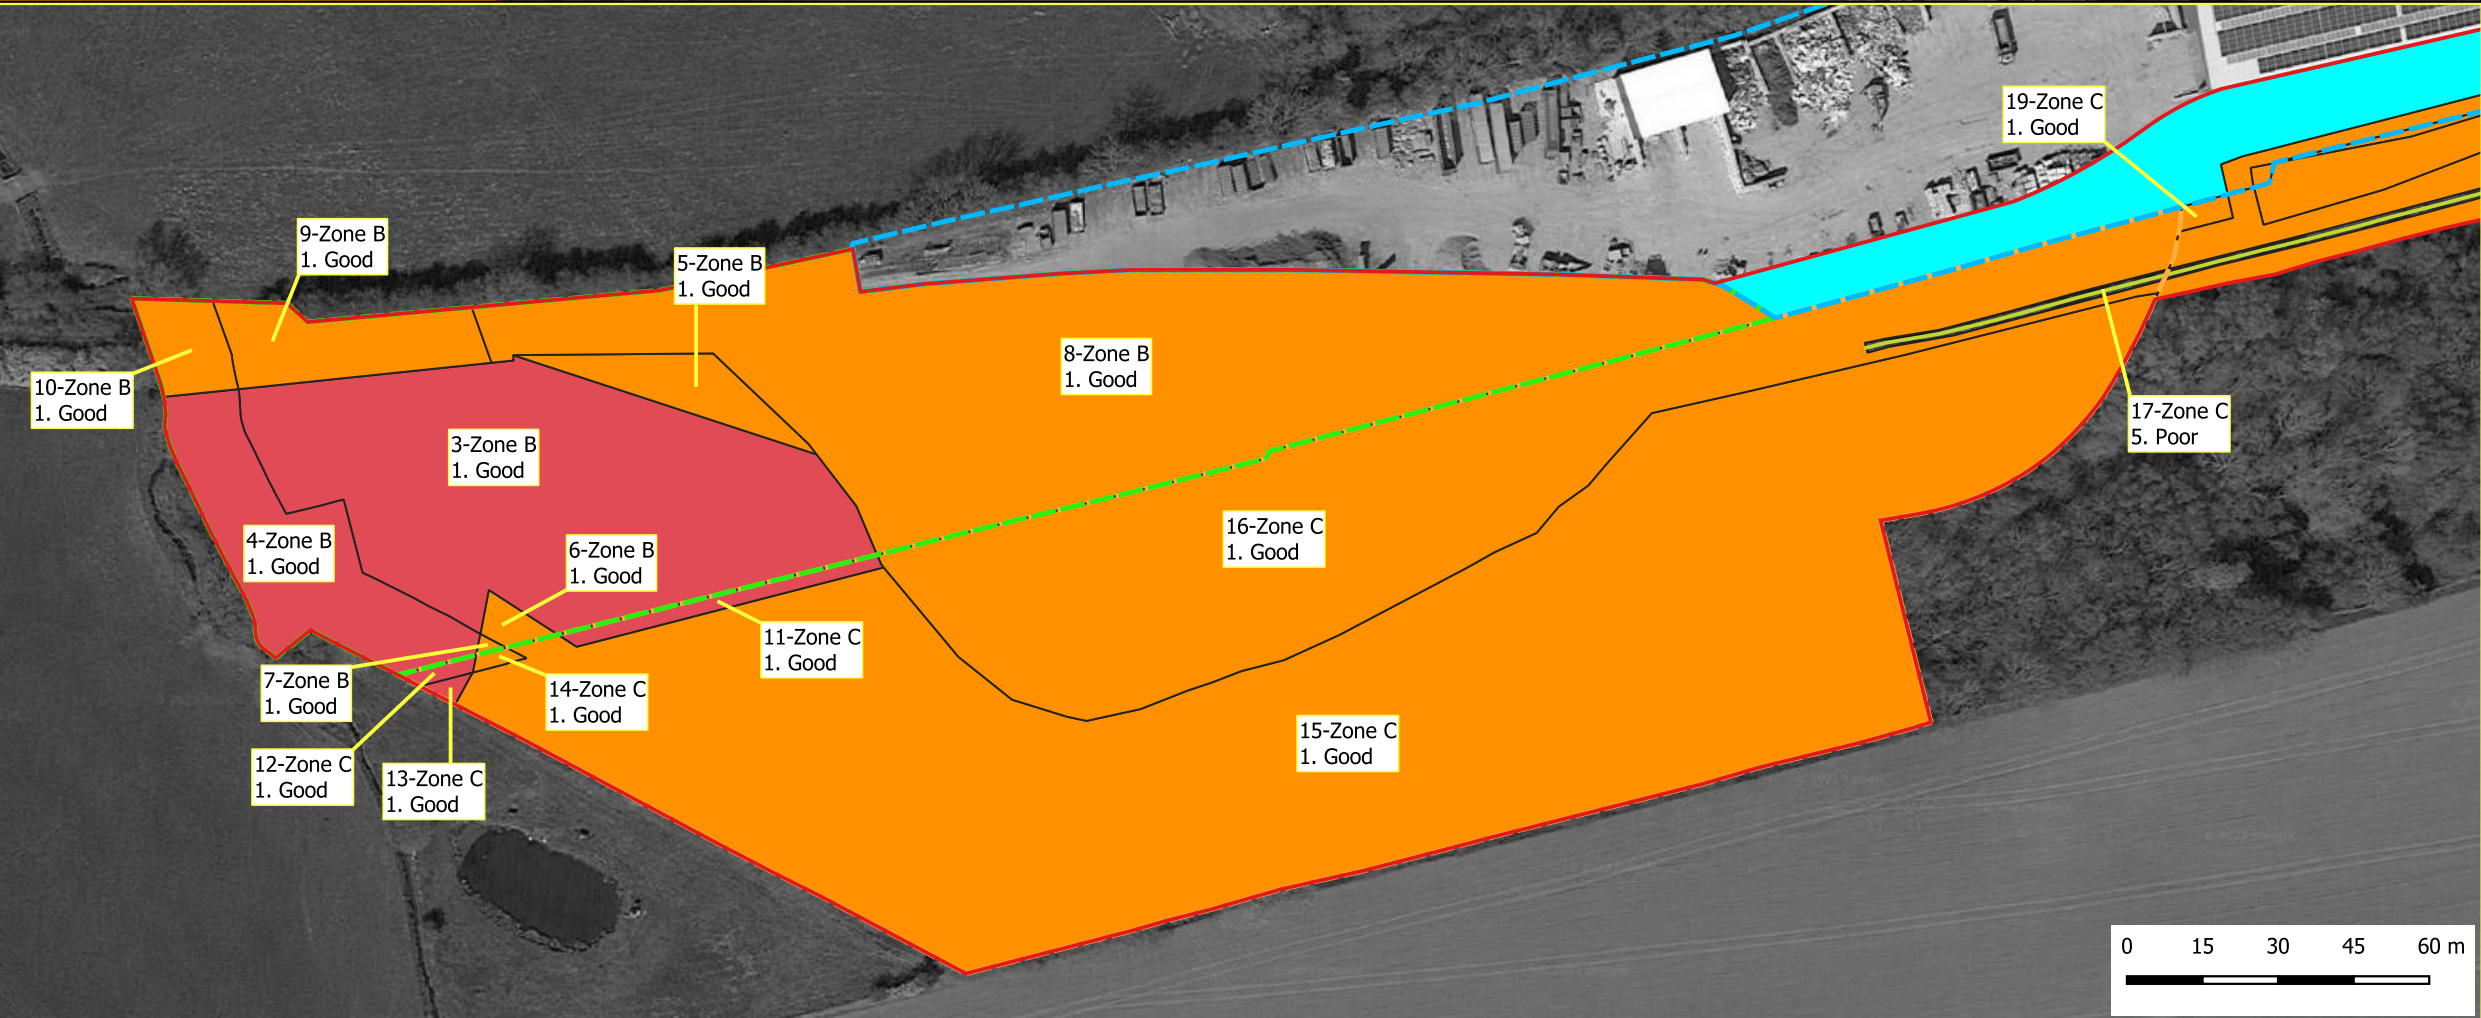 19-Zone C
1. Good
9-Zone B
1. Good
5-Zone B
1. Good
8-Zone B
1. Good
10-Zone B
1. Good
17-Zone C
5. Poor
3-Zone B
1. Good
16-Zone C
1. Good
4-Zone B
1. Good
6-Zone B
1. Good
11-Zone C
1. Good
7-Zone B
1. Good
14-Zone C
1. Good
15-Zone C
1. Good
12-Zone C
1. Good
13-Zone C
1. Good
0 15 30 45 60 m